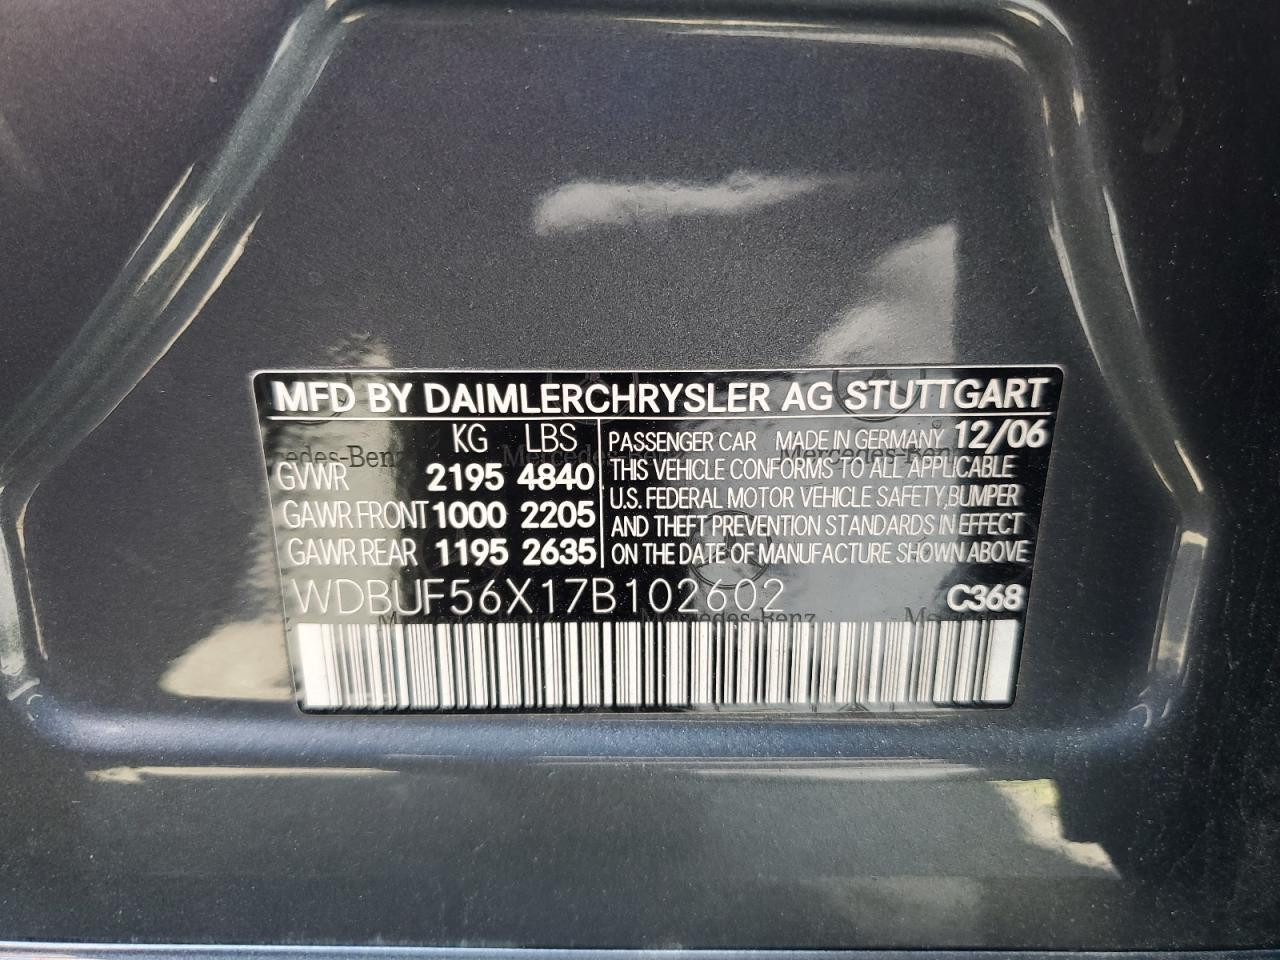 MFD BY DAIMLERCHRYSLER AG STUTTGART
KG LBS
GVWR 2195 4840
GAWR FRONT 1000 2205
GAWR REAR 1195 2635
PASSENGER CAR MADE IN GERMANY 12/06
THIS VEHICLE CONFORMS TO ALL APPLICABLE
U.S. FEDERAL MOTOR VEHICLE SAFETY, BUMPER
AND THEFT PREVENTION STANDARDS IN EFFECT
ON THE DATE OF MANUFACTURE SHOWN ABOVE
WDBUF56X17B102602 C368
Mercedes-Benz